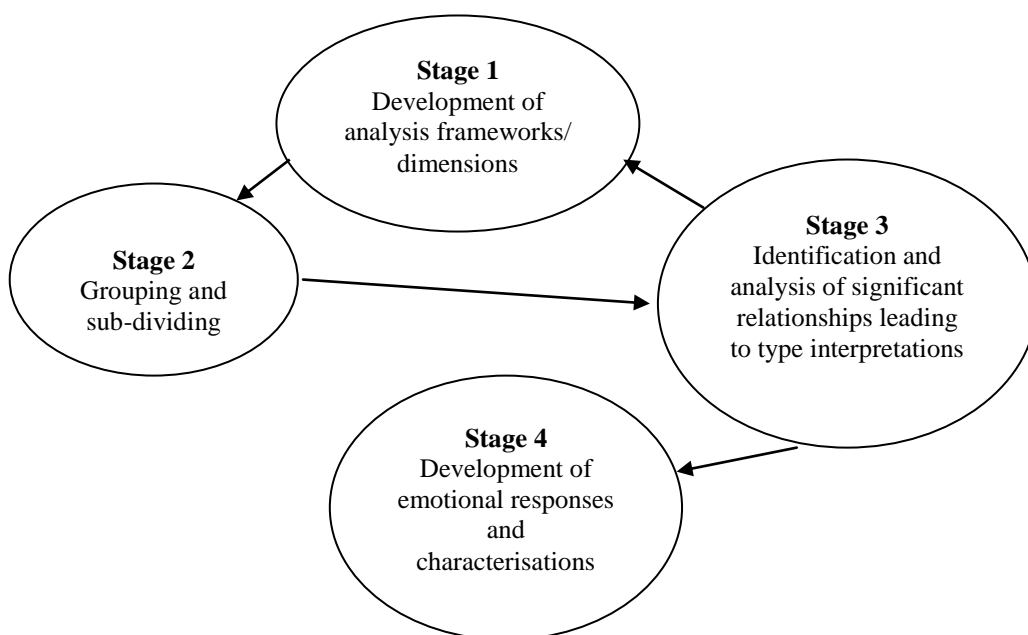 Stage 1
Development of
analysis frameworks/
dimensions
Stage 2
Grouping and
sub-dividing
Stage 3
Identification and
analysis of significant
relationships leading
to type interpretations
Stage 4
Development of
emotional responses
and
characterisations